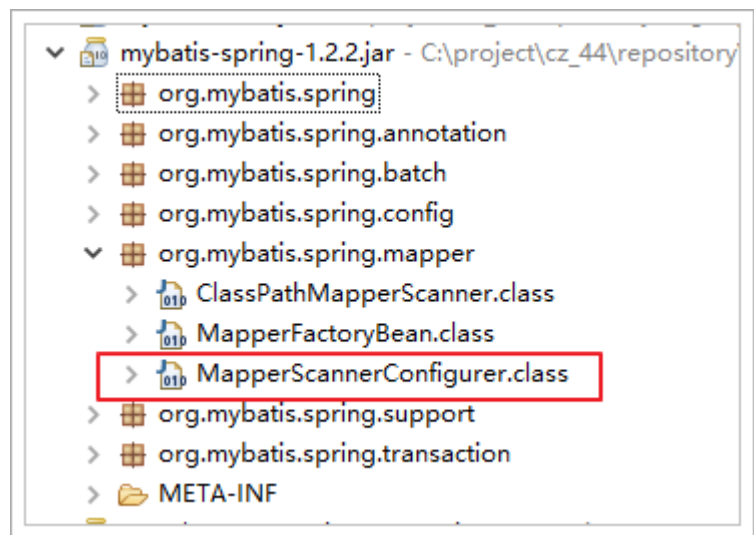 mybatis-spring-1.2.2.jar - C:\project\cz_44\repository\
org.mybatis.spring
org.mybatis.spring.annotation
org.mybatis.spring.batch
org.mybatis.spring.config
org.mybatis.spring.mapper
ClassPathMapperScanner.class
MapperFactoryBean.class
MapperScannerConfigurer.class
org.mybatis.spring.support
org.mybatis.spring.transaction
META-INF